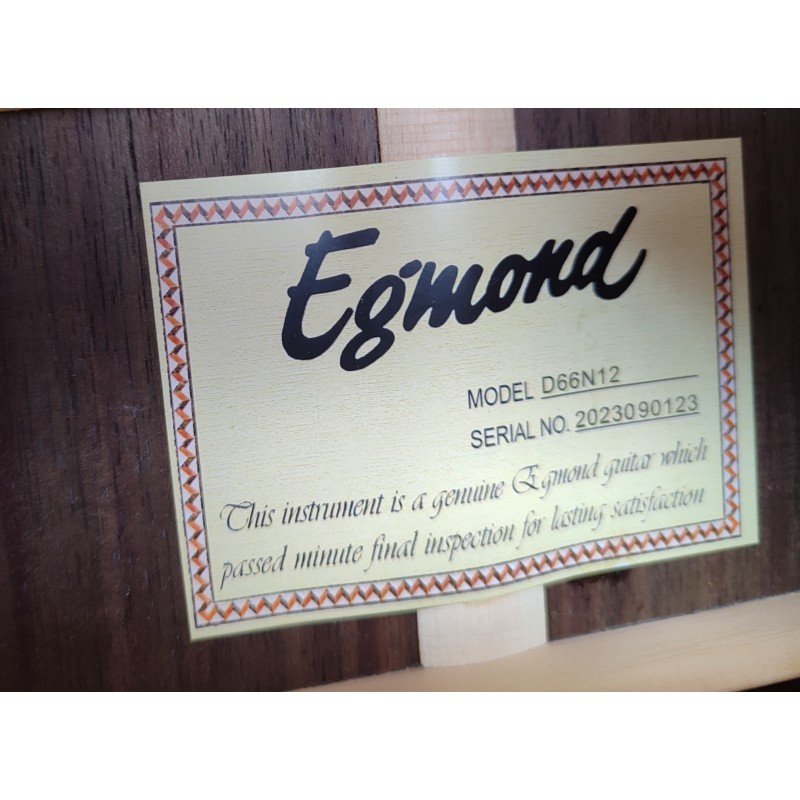 Egmond
MODEL D66N12
SERIAL NO. 2023090123
This instrument is a genuine Egmond guitar which
passed minute final inspection for lasting satisfaction